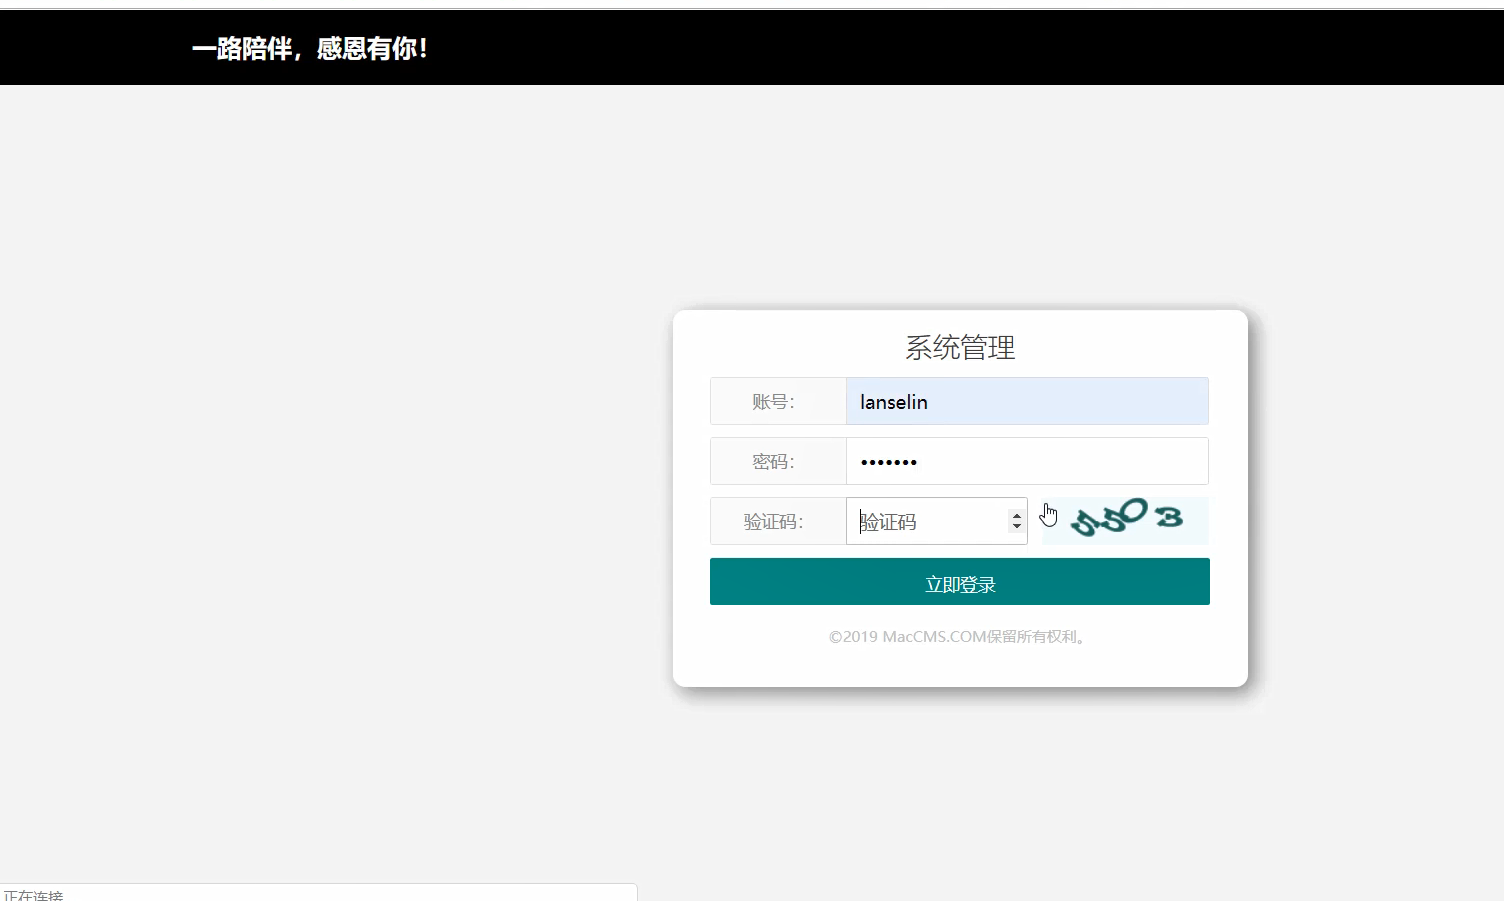 一路陪伴，感恩有你！
系统管理
账号：
lanselin
密码：
•••••••
验证码：
验证码
5503
立即登录
©2019 MacCMS.COM保留所有权利。
正在连接